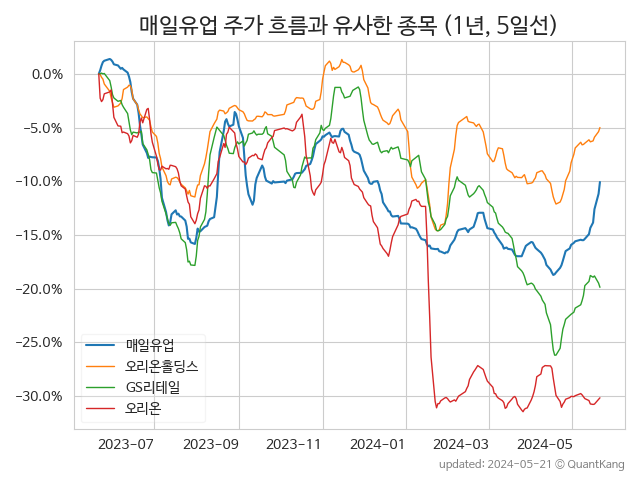 매일유업 주가 흐름과 유사한 종목 (1년, 5일선)
0.0%
−5.0%
−10.0%
−15.0%
−20.0%
−25.0%
−30.0%
매일유업
오리온홀딩스
GS리테일
오리온
2023-07
2023-09
2023-11
2024-01
2024-03
2024-05
updated: 2024-05-21 © QuantKang